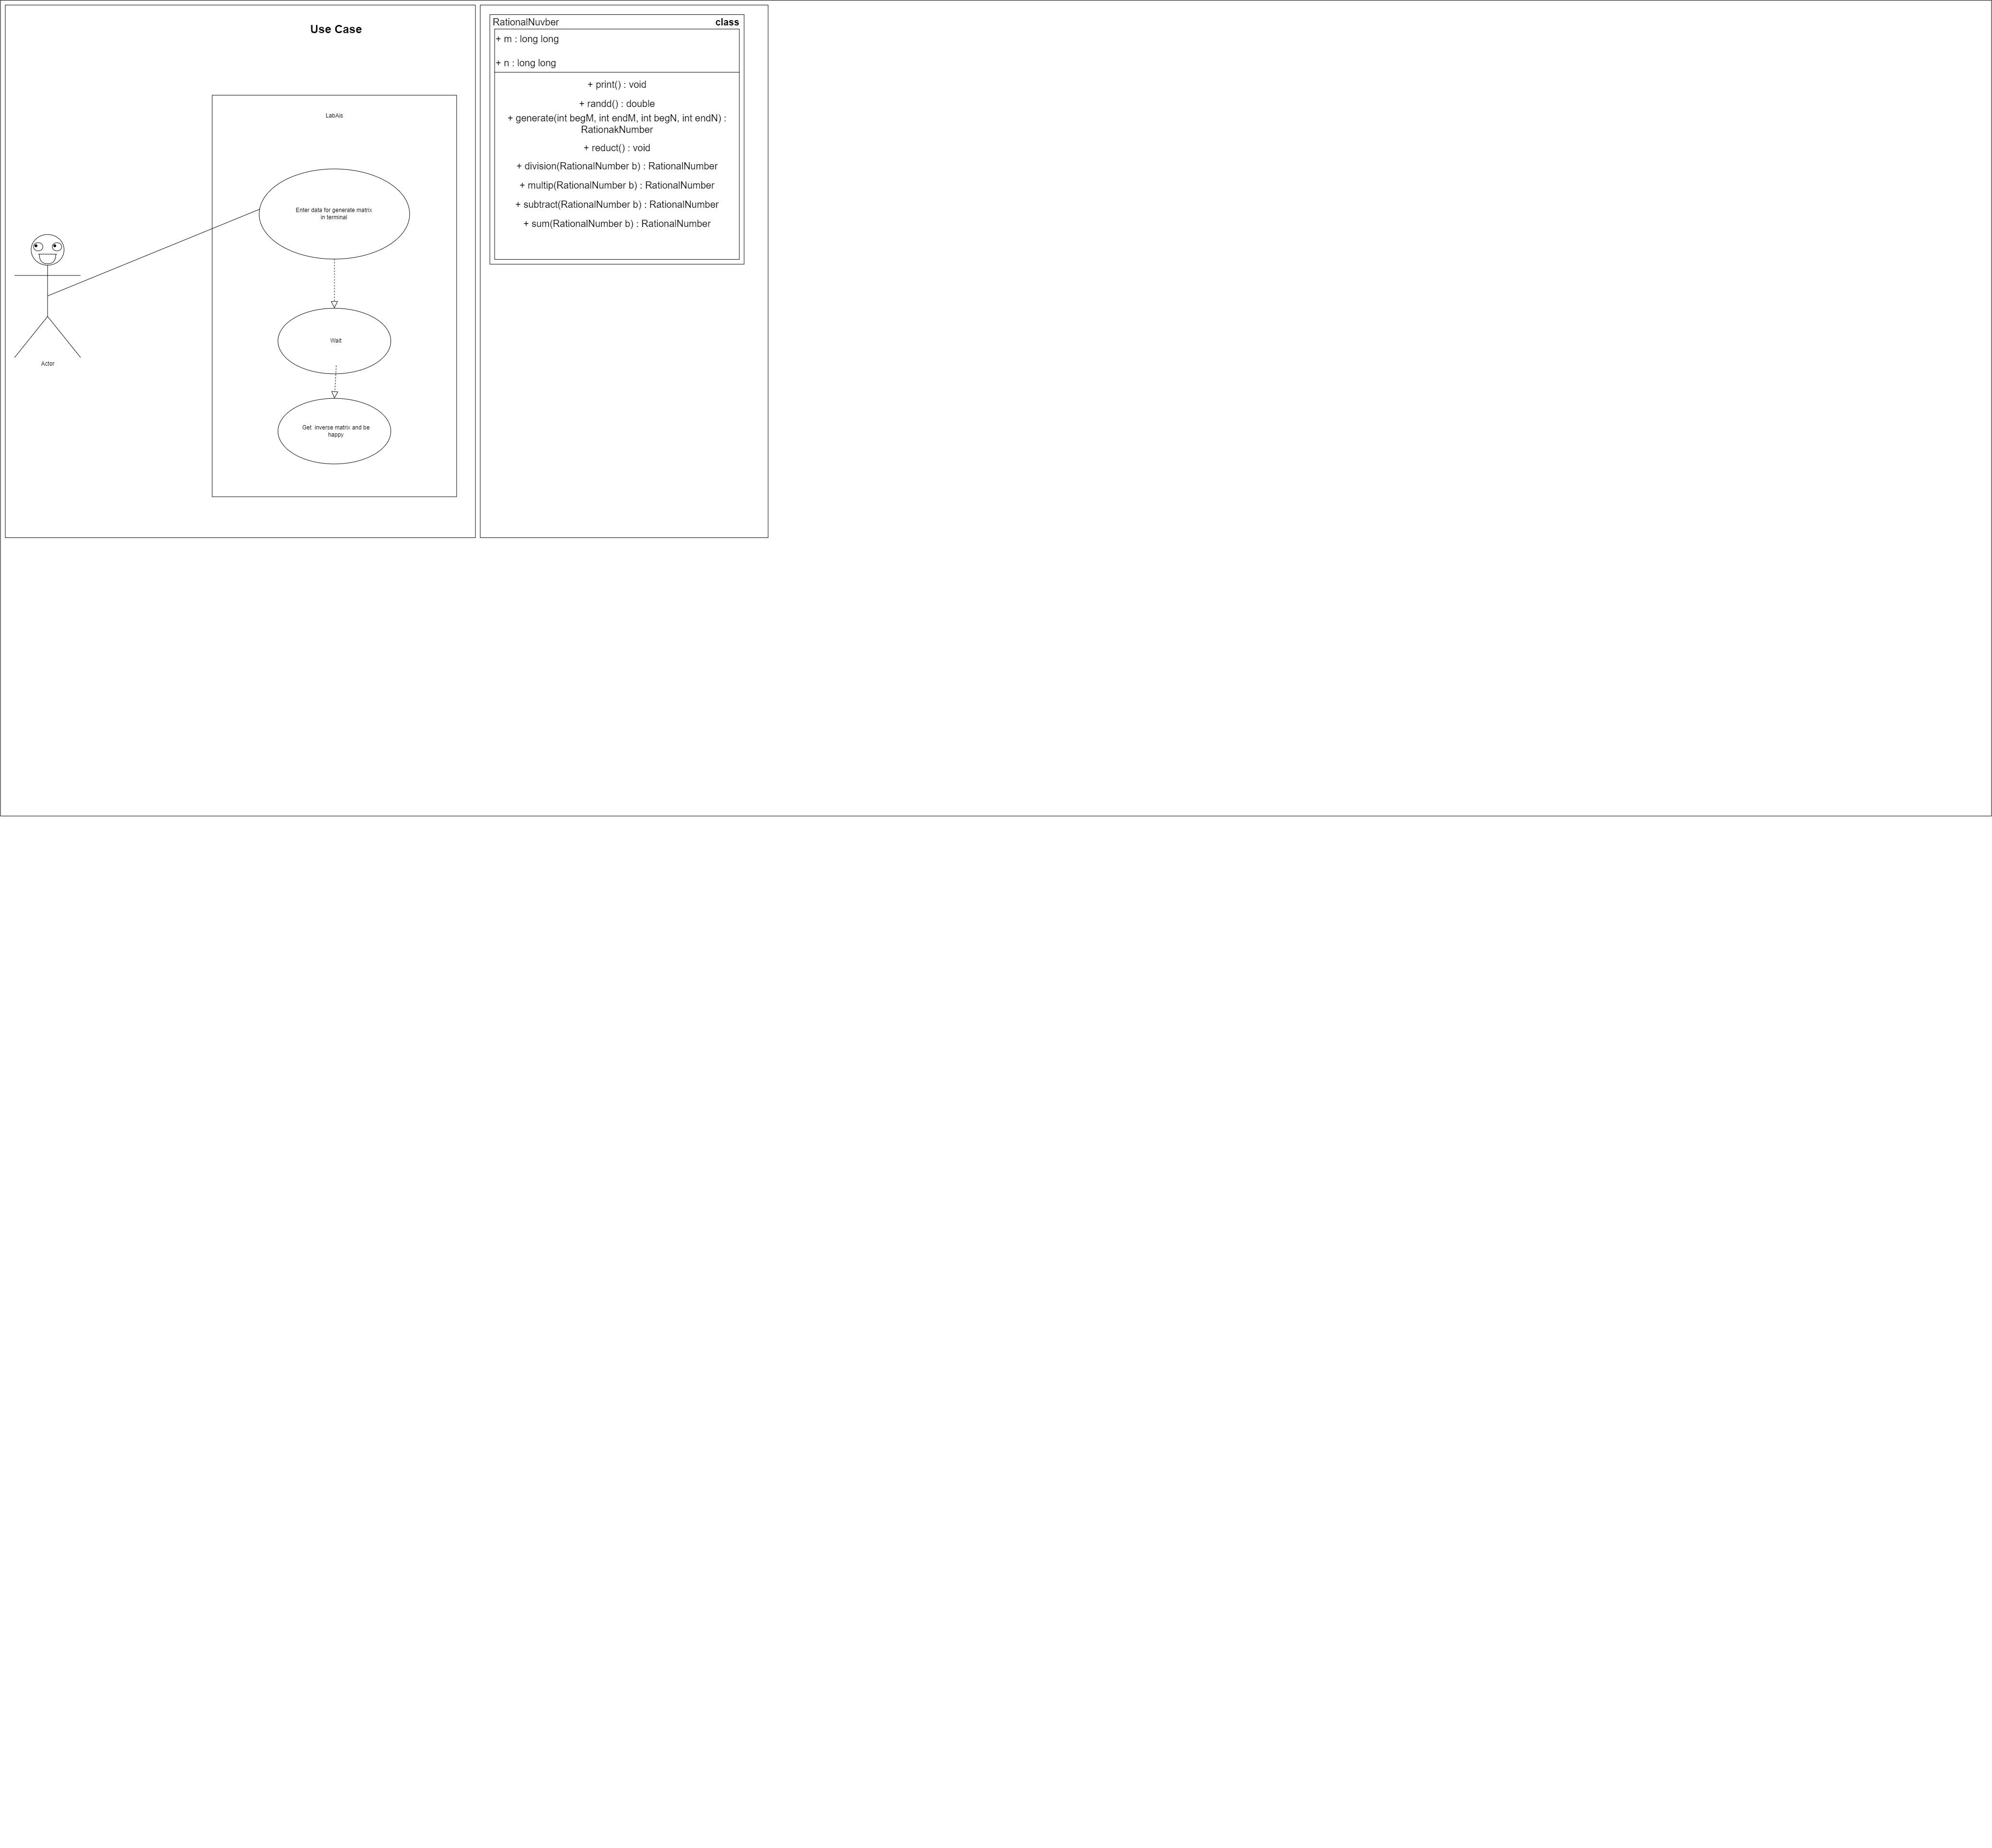 Use Case
LabAis
Enter data for generate matrix
in terminal
Wait
Get  inverse matrix and be
happy
Actor
RationalNuvber
class
+ m : long long
+ n : long long
+ print() : void
+ randd() : double
+ generate(int begM, int endM, int begN, int endN) :
RationakNumber
+ reduct() : void
+ division(RationalNumber b) : RationalNumber
+ multip(RationalNumber b) : RationalNumber
+ subtract(RationalNumber b) : RationalNumber
+ sum(RationalNumber b) : RationalNumber